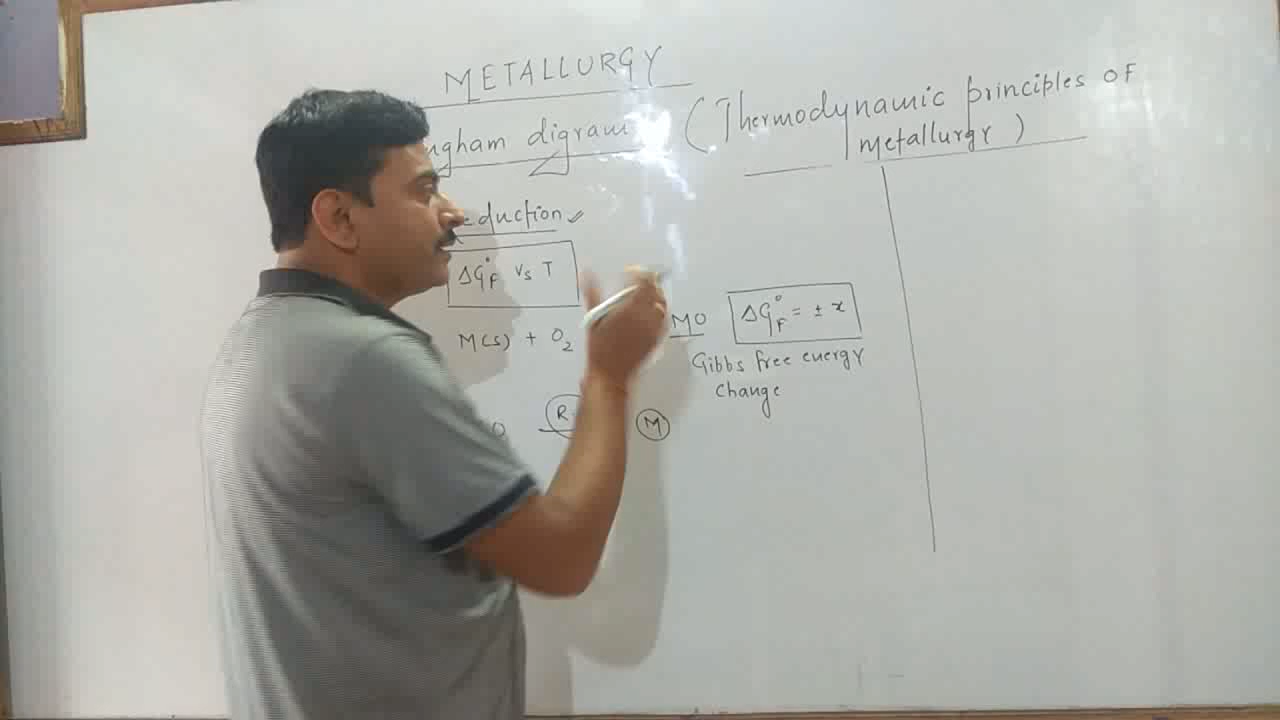 METALLURGY
ngham digram (Thermodynamic principles OF
metallurgy)
eduction ✓
ΔG°F Vs T
M(s) + O2 MO ΔG°F = ± x
Gibbs free energy
Change
O R M